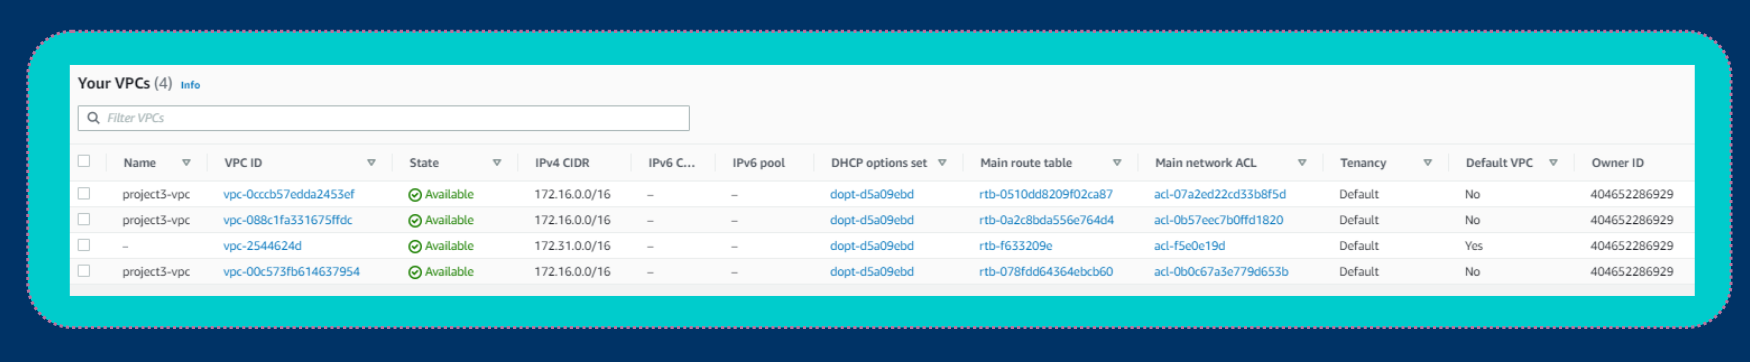 Your VPCs (4) Info
Filter VPCs
Name VPC ID State IPv4 CIDR IPv6 C... IPv6 pool DHCP options set Main route table Main network ACL Tenancy Default VPC Owner ID
project3-vpc vpc-0cccb57edda2453ef Available 172.16.0.0/16 – – dopt-d5a09ebd rtb-0510dd8209f02ca87 acl-07a2ed22cd33b8f5d Default No 404652286929
project3-vpc vpc-088c1fa331675ffdc Available 172.16.0.0/16 – – dopt-d5a09ebd rtb-0a2c8bda556e764d4 acl-0b57eec7b0ffd1820 Default No 404652286929
– vpc-2544624d Available 172.31.0.0/16 – – dopt-d5a09ebd rtb-f633209e acl-f5e0e19d Default Yes 404652286929
project3-vpc vpc-00c573fb614637954 Available 172.16.0.0/16 – – dopt-d5a09ebd rtb-078fdd64364ebcb60 acl-0b0c67a3e779d653b Default No 404652286929